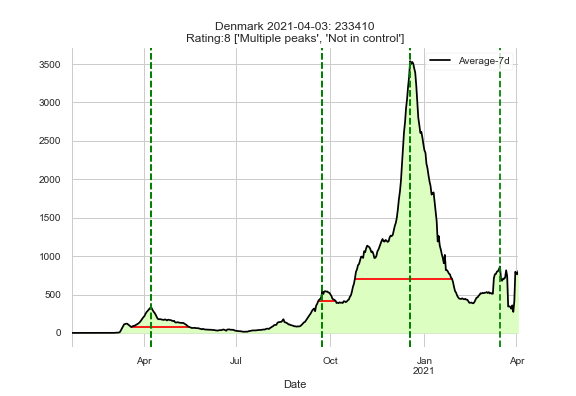 Denmark 2021-04-03: 233410
Rating:8 ['Multiple peaks', 'Not in control']
Average-7d
3500
3000
2500
2000
1500
1000
500
0
Apr
Jul
Oct
Jan
2021
Apr
Date